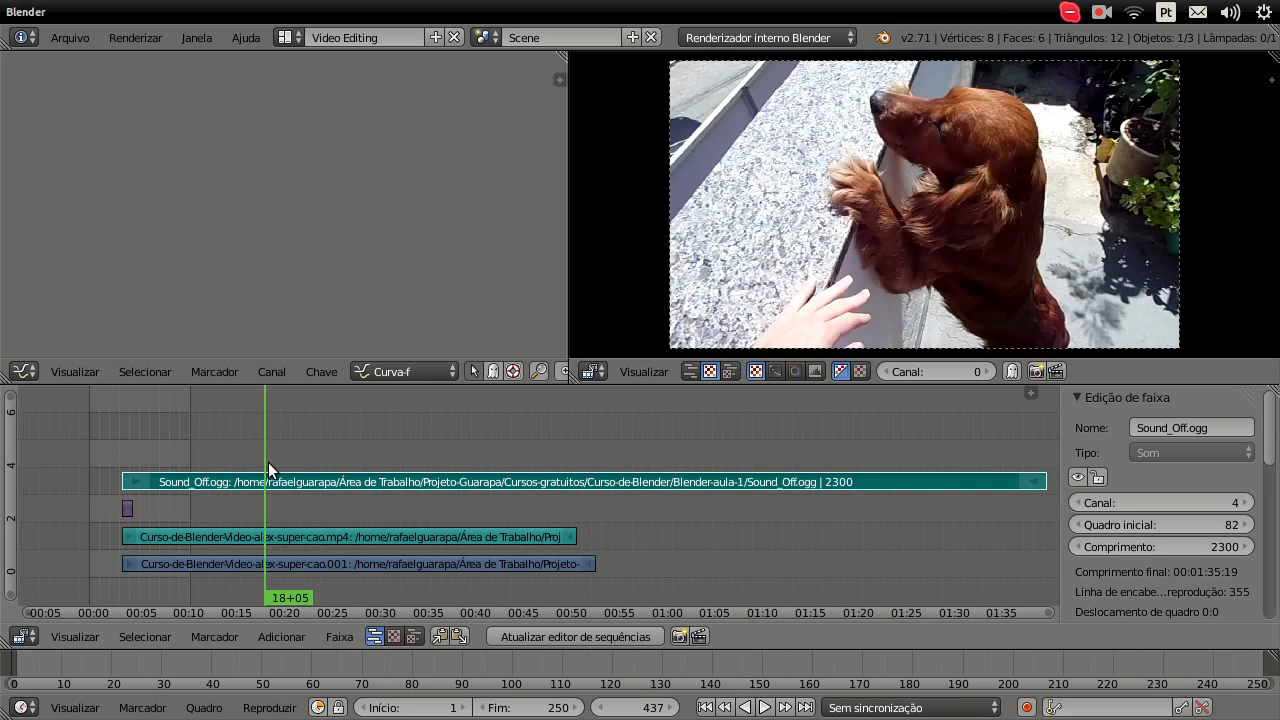 Blender
Pt
Arquivo Renderizar Janela Ajuda Video Editing Scene Renderizador interno Blender v2.71 | Vértices: 8 | Faces: 6 | Triângulos: 12 | Objetos: 1/3 | Lâmpadas: 0/1
Visualizar Selecionar Marcador Canal Chave Curva-f Visualizar Canal: 0
6
4
2
0
Sound_Off.ogg: /home/rafaelguarapa/Área de Trabalho/Projeto-Guarapa/Cursos-gratuitos/Curso-de-Blender/Blender-aula-1/Sound_Off.ogg | 2300
Curso-de-BlenderVideo-alex-super-cao.mp4: /home/rafaelguarapa/Área de Trabalho/Proj
Curso-de-BlenderVideo-alex-super-cao.001: /home/rafaelguarapa/Área de Trabalho/Projeto-
18+05
-00:05 00:00 00:05 00:10 00:15 00:20 00:25 00:30 00:35 00:40 00:45 00:50 00:55 01:00 01:05 01:10 01:15 01:20 01:25 01:30 01:35
Edição de faixa
Nome: Sound_Off.ogg
Tipo: Som
Canal: 4
Quadro inicial: 82
Comprimento: 2300
Comprimento final: 00:01:35:19
Linha de encabe...reprodução: 355
Deslocamento de quadro 0:0
Visualizar Selecionar Marcador Adicionar Faixa Atualizar editor de sequências
0 10 20 30 40 50 60 70 80 90 100 110 120 130 140 150 160 170 180 190 200 210 220 230 240 250
Visualizar Marcador Quadro Reproduzir Início: 1 Fim: 250 437 Sem sincronização